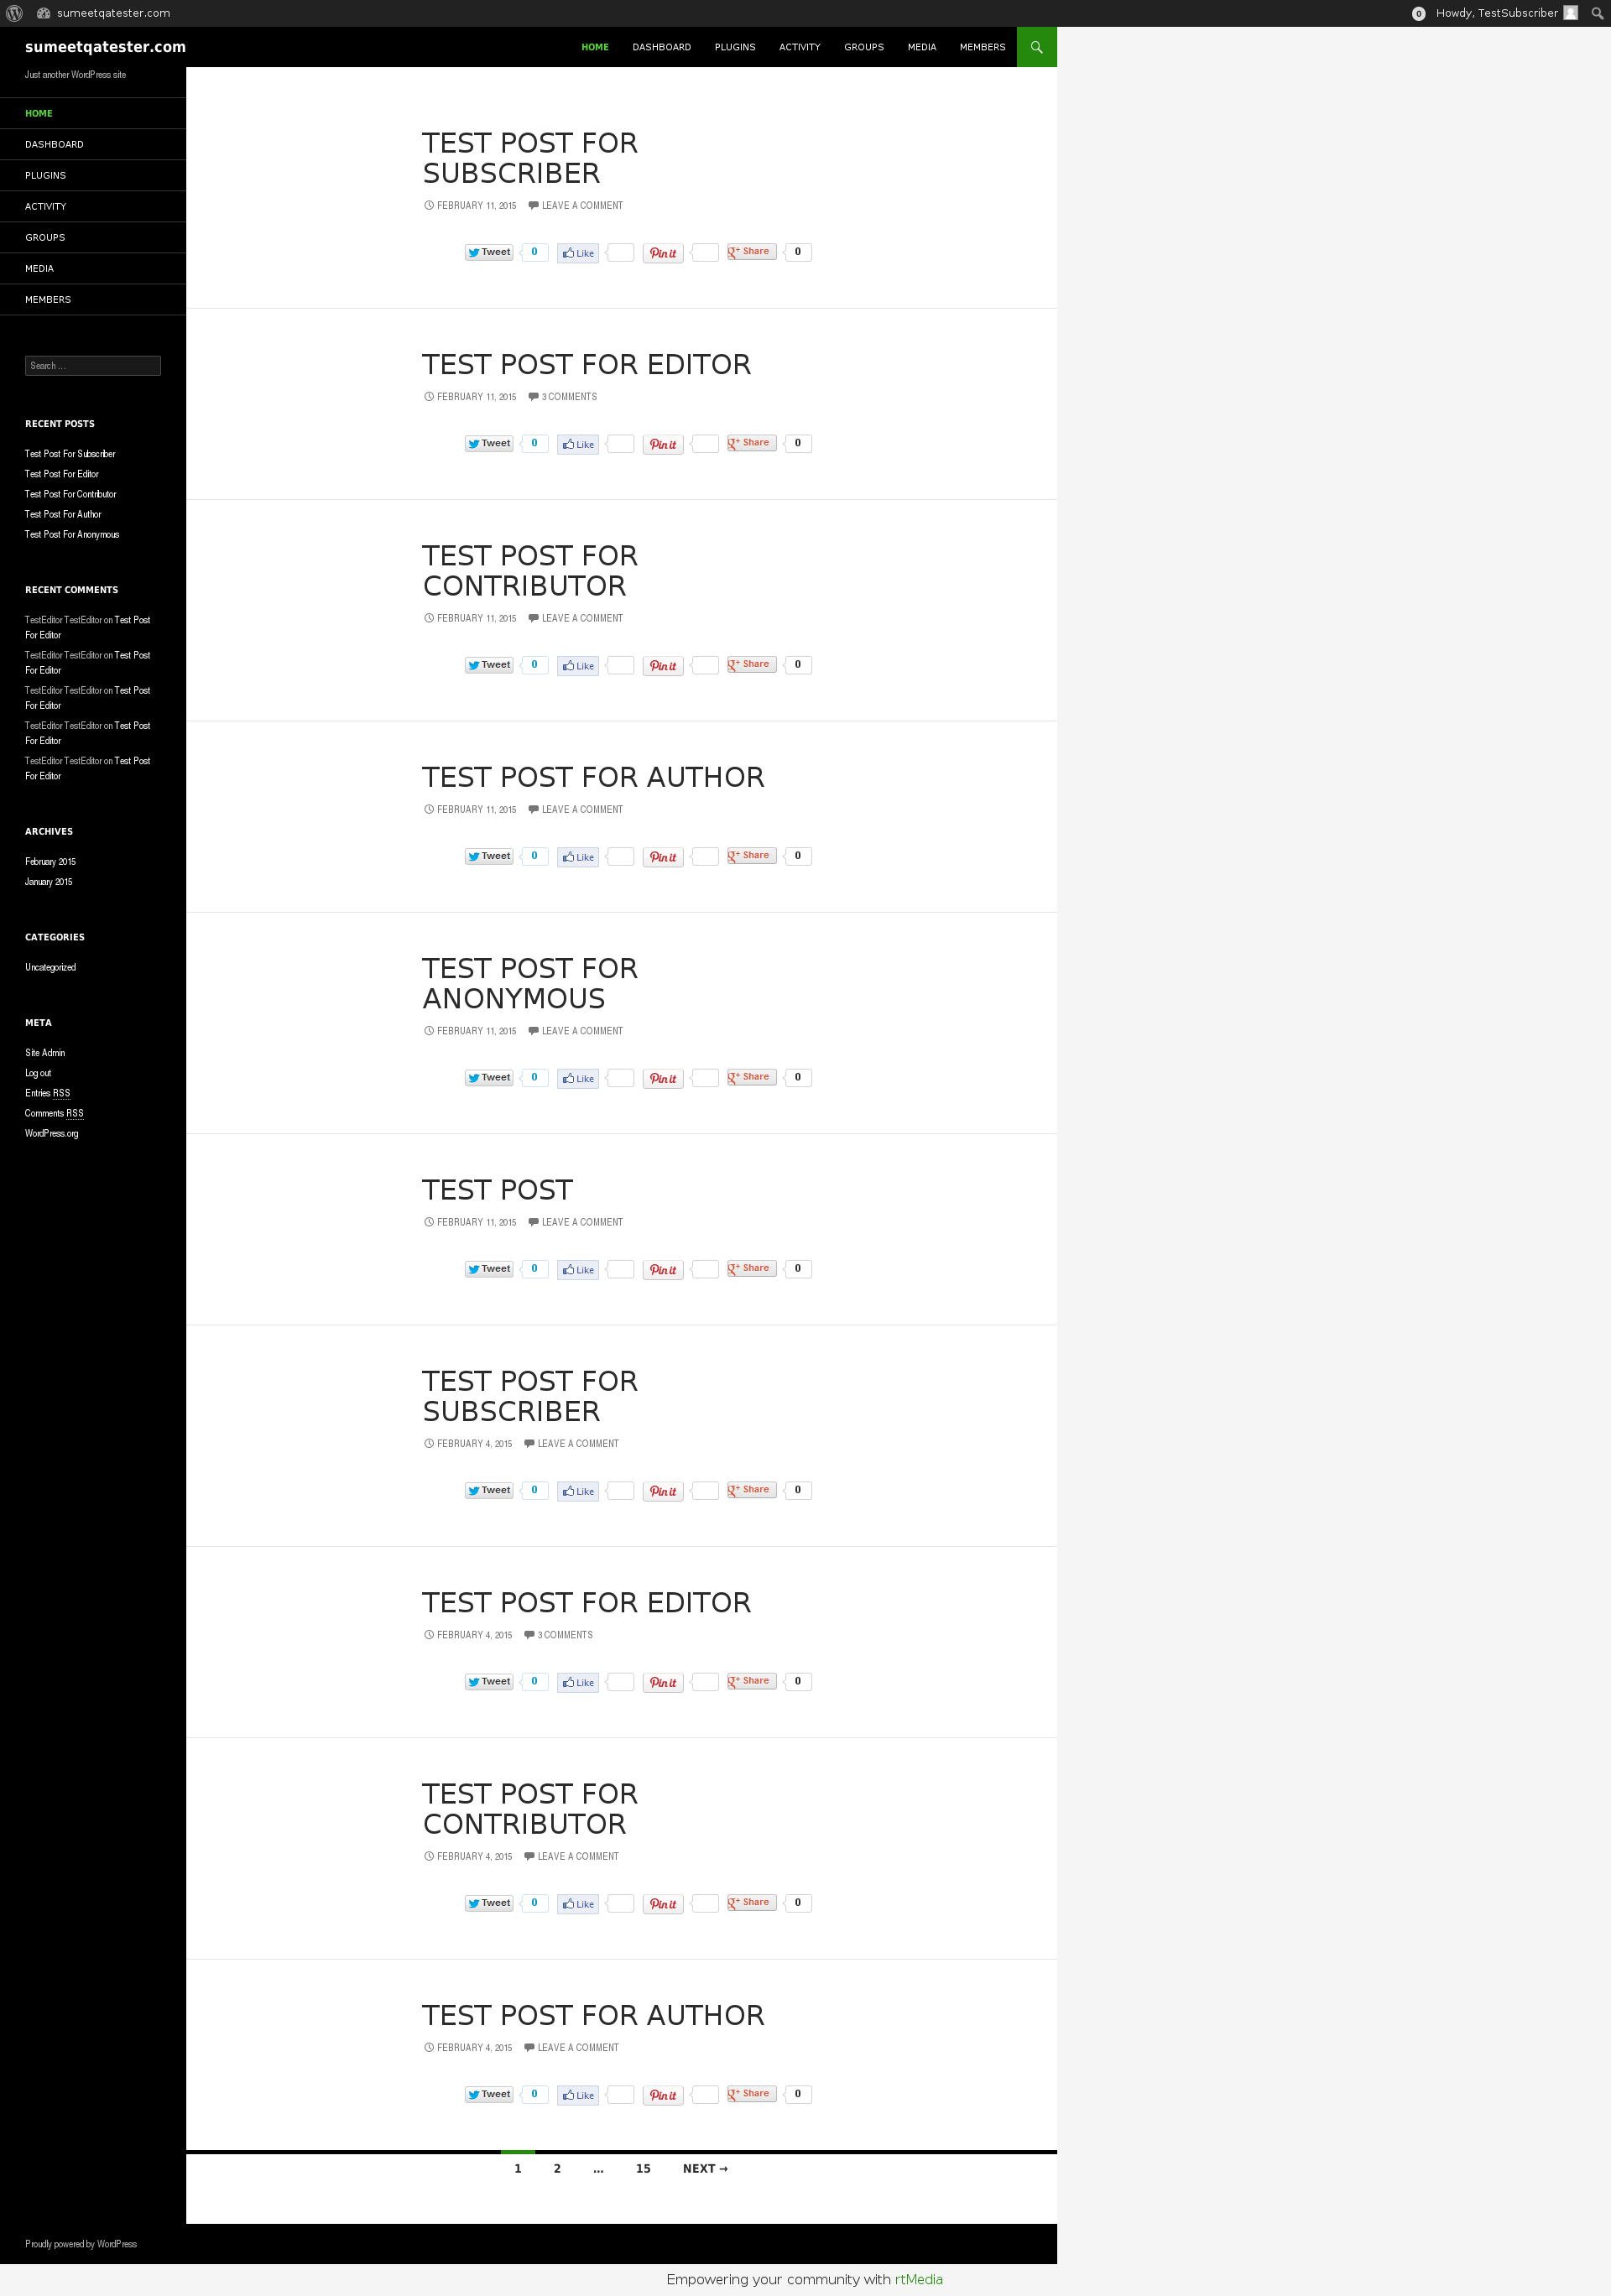 sumeetqatester.com
0 Howdy, TestSubscriber
sumeetqatester.com
HOME DASHBOARD PLUGINS ACTIVITY GROUPS MEDIA MEMBERS
Just another WordPress site
HOME
DASHBOARD
PLUGINS
ACTIVITY
GROUPS
MEDIA
MEMBERS
Search ...
RECENT POSTS
Test Post For Subscriber
Test Post For Editor
Test Post For Contributor
Test Post For Author
Test Post For Anonymous
RECENT COMMENTS
TestEditor TestEditor on Test Post
For Editor
TestEditor TestEditor on Test Post
For Editor
TestEditor TestEditor on Test Post
For Editor
TestEditor TestEditor on Test Post
For Editor
TestEditor TestEditor on Test Post
For Editor
ARCHIVES
February 2015
January 2015
CATEGORIES
Uncategorized
META
Site Admin
Log out
Entries RSS
Comments RSS
WordPress.org
TEST POST FOR
SUBSCRIBER
FEBRUARY 11, 2015 LEAVE A COMMENT
Tweet 0 Like Pin it g+ Share 0
TEST POST FOR EDITOR
FEBRUARY 11, 2015 3 COMMENTS
Tweet 0 Like Pin it g+ Share 0
TEST POST FOR
CONTRIBUTOR
FEBRUARY 11, 2015 LEAVE A COMMENT
Tweet 0 Like Pin it g+ Share 0
TEST POST FOR AUTHOR
FEBRUARY 11, 2015 LEAVE A COMMENT
Tweet 0 Like Pin it g+ Share 0
TEST POST FOR
ANONYMOUS
FEBRUARY 11, 2015 LEAVE A COMMENT
Tweet 0 Like Pin it g+ Share 0
TEST POST
FEBRUARY 11, 2015 LEAVE A COMMENT
Tweet 0 Like Pin it g+ Share 0
TEST POST FOR
SUBSCRIBER
FEBRUARY 4, 2015 LEAVE A COMMENT
Tweet 0 Like Pin it g+ Share 0
TEST POST FOR EDITOR
FEBRUARY 4, 2015 3 COMMENTS
Tweet 0 Like Pin it g+ Share 0
TEST POST FOR
CONTRIBUTOR
FEBRUARY 4, 2015 LEAVE A COMMENT
Tweet 0 Like Pin it g+ Share 0
TEST POST FOR AUTHOR
FEBRUARY 4, 2015 LEAVE A COMMENT
Tweet 0 Like Pin it g+ Share 0
1 2 … 15 NEXT →
Proudly powered by WordPress
Empowering your community with rtMedia